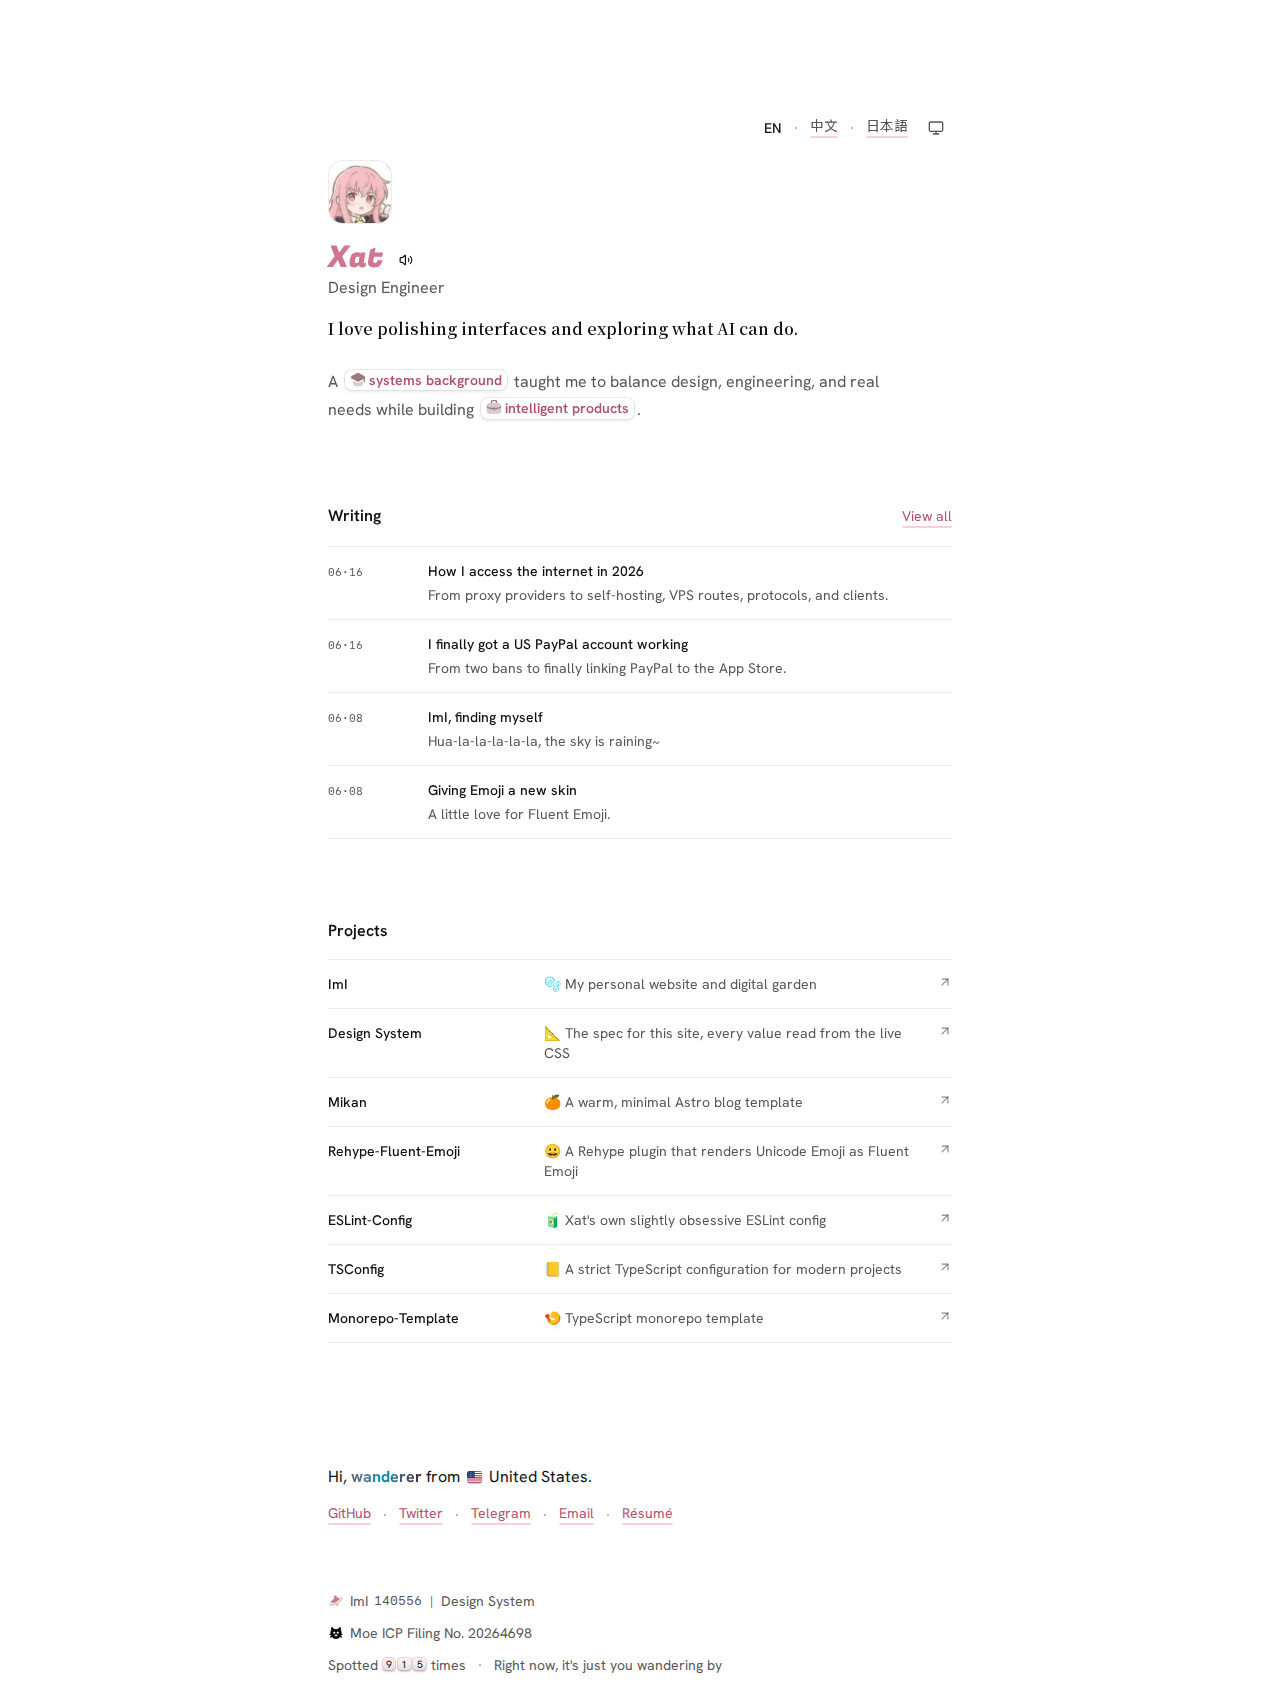 EN · 中文 · 日本語
Xat
Design Engineer
I love polishing interfaces and exploring what AI can do.
A systems background taught me to balance design, engineering, and real
needs while building intelligent products.
Writing
View all
06·16
How I access the internet in 2026
From proxy providers to self-hosting, VPS routes, protocols, and clients.
06·16
I finally got a US PayPal account working
From two bans to finally linking PayPal to the App Store.
06·08
ImI, finding myself
Hua-la-la-la-la-la, the sky is raining~
06·08
Giving Emoji a new skin
A little love for Fluent Emoji.
Projects
ImI
🫧 My personal website and digital garden
Design System
📐 The spec for this site, every value read from the live
CSS
Mikan
🍊 A warm, minimal Astro blog template
Rehype-Fluent-Emoji
😀 A Rehype plugin that renders Unicode Emoji as Fluent
Emoji
ESLint-Config
🧃 Xat's own slightly obsessive ESLint config
TSConfig
📒 A strict TypeScript configuration for modern projects
Monorepo-Template
🍤 TypeScript monorepo template
Hi, wanderer from 🇺🇸 United States.
GitHub · Twitter · Telegram · Email · Résumé
ImI 140556 | Design System
Moe ICP Filing No. 20264698
Spotted 915 times · Right now, it's just you wandering by